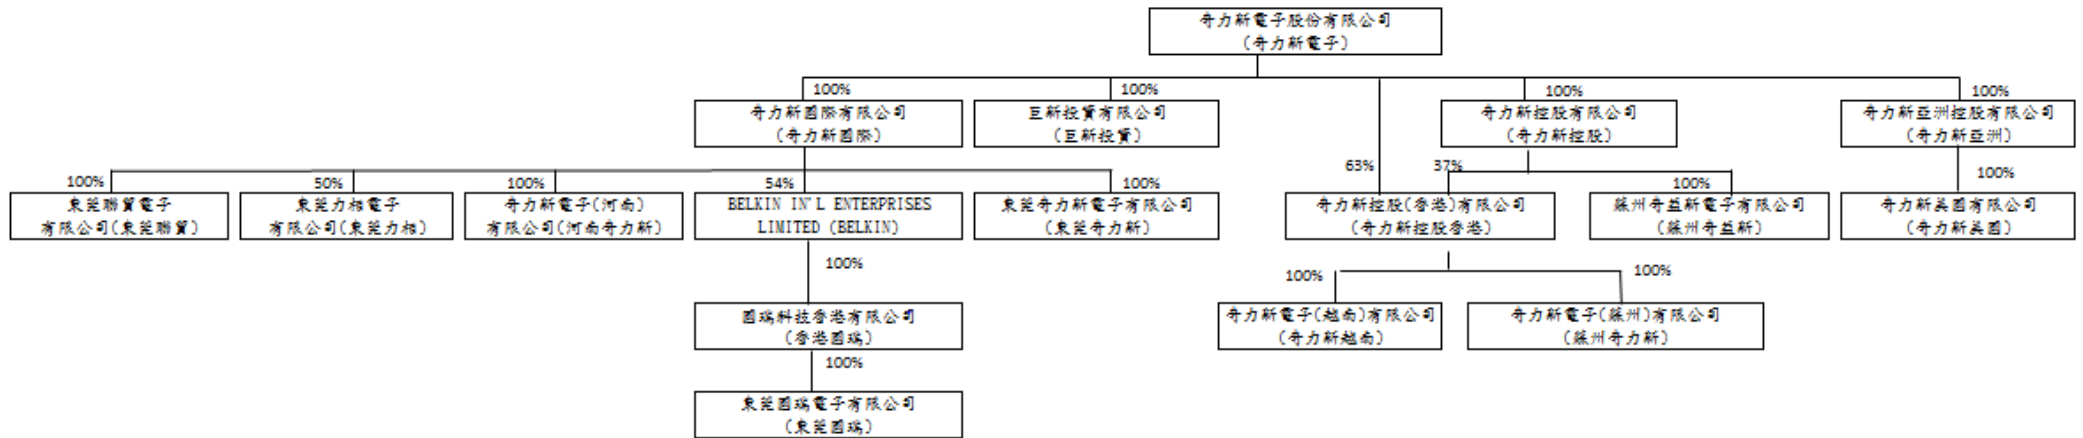 奇力新電子股份有限公司
(奇力新電子)
100%
100%
100%
100%
奇力新國際有限公司
(奇力新國際)
巨新投資有限公司
(巨新投資)
奇力新控股有限公司
(奇力新控股)
奇力新亞洲控股有限公司
(奇力新亞洲)
63%
37%
100%
50%
100%
54%
100%
100%
100%
東莞聯貿電子
有限公司(東莞聯貿)
東莞力相電子
有限公司(東莞力相)
奇力新電子(河南)
有限公司(河南奇力新)
BELKIN IN'L ENTERPRISES
LIMITED (BELKIN)
東莞奇力新電子有限公司
(東莞奇力新)
奇力新控股(香港)有限公司
(奇力新控股香港)
蘇州奇益新電子有限公司
(蘇州奇益新)
奇力新美國有限公司
(奇力新美國)
100%
100%
100%
國瑞科技香港有限公司
(香港國瑞)
奇力新電子(越南)有限公司
(奇力新越南)
奇力新電子(蘇州)有限公司
(蘇州奇力新)
100%
東莞國瑞電子有限公司
(東莞國瑞)